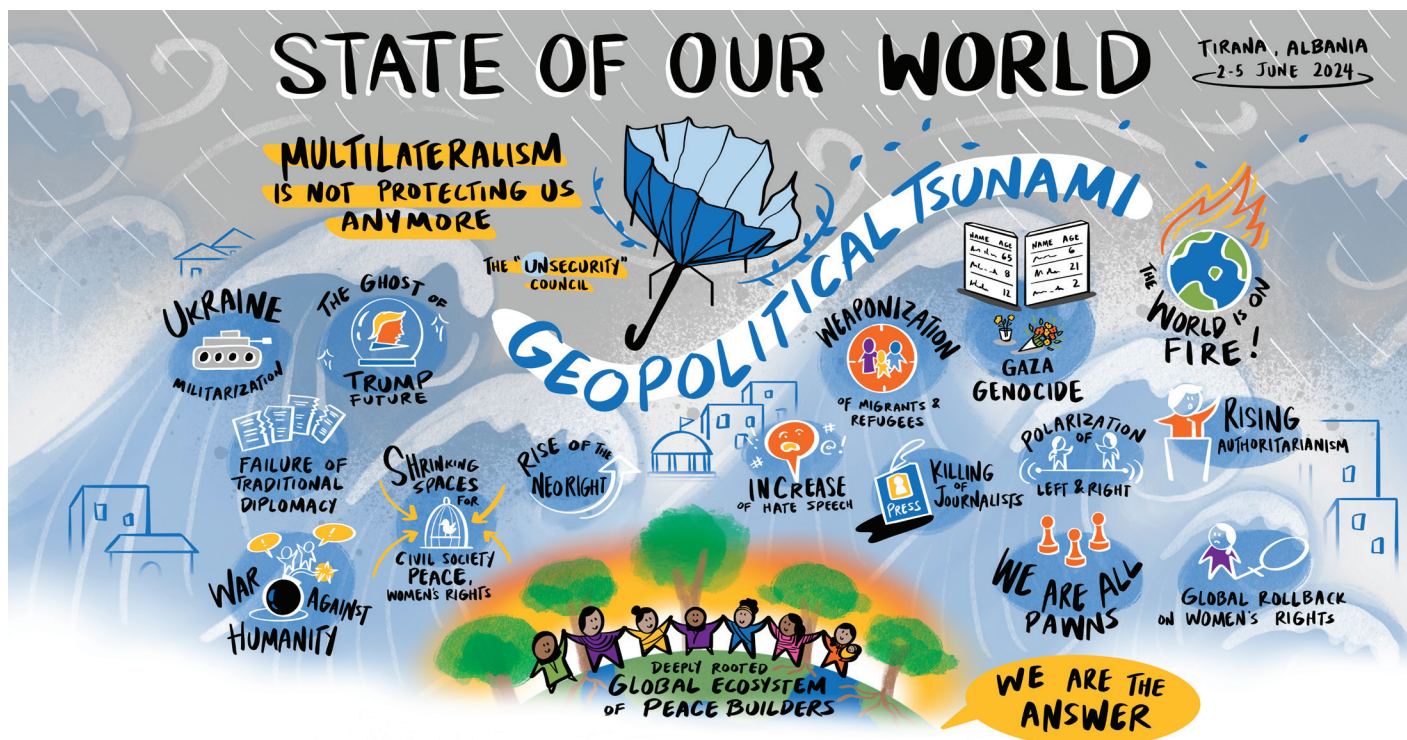 STATE OF OUR WORLD
TIRANA, ALBANIA
2-5 JUNE 2024
MULTILATERALISM
IS NOT PROTECTING US
ANYMORE
THE "UNSECURITY"
COUNCIL
GEOPOLITICAL TSUNAMI
UKRAINE
MILITARIZATION
THE GHOST OF
TRUMP
FUTURE
WEAPONIZATION
OF MIGRANTS &
REFUGEES
NAME AGE
65
8
12
NAME AGE
6
21
2
GAZA
GENOCIDE
THE WORLD IS ON
FIRE!
FAILURE OF
TRADITIONAL
DIPLOMACY
SHRINKING
SPACES
FOR
CIVIL SOCIETY
PEACE,
WOMEN'S RIGHTS
RISE OF THE
NEO RIGHT
#
!
#
@!
INCREASE
OF HATE SPEECH
PRESS
KILLING
OF
JOURNALISTS
POLARIZATION
OF
LEFT & RIGHT
RISING
AUTHORITARIANISM
WAR
AGAINST
HUMANITY
WE ARE ALL
PAWNS
GLOBAL ROLLBACK
ON WOMEN'S RIGHTS
DEEPLY ROOTED
GLOBAL ECOSYSTEM
OF PEACE BUILDERS
WE ARE THE
ANSWER